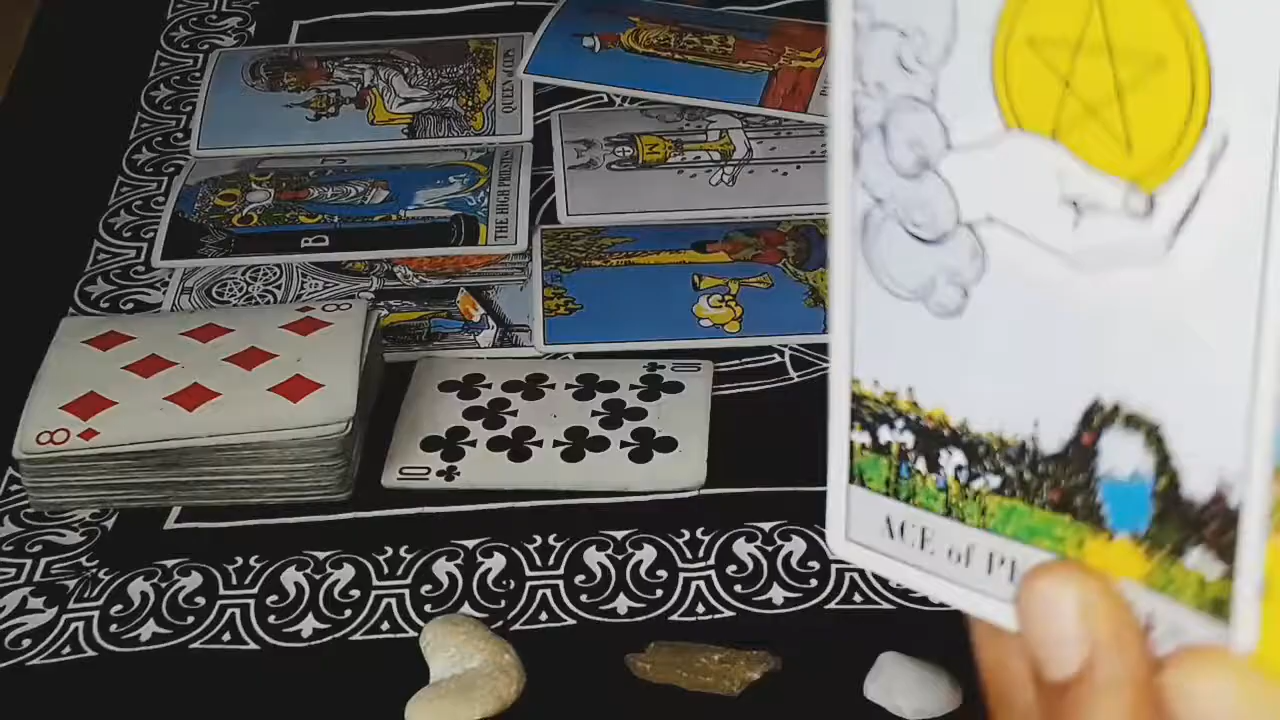 QUEEN of CUPS
THE HIGH PRIESTESS
B
J
8
8
10
10
ACE of PE